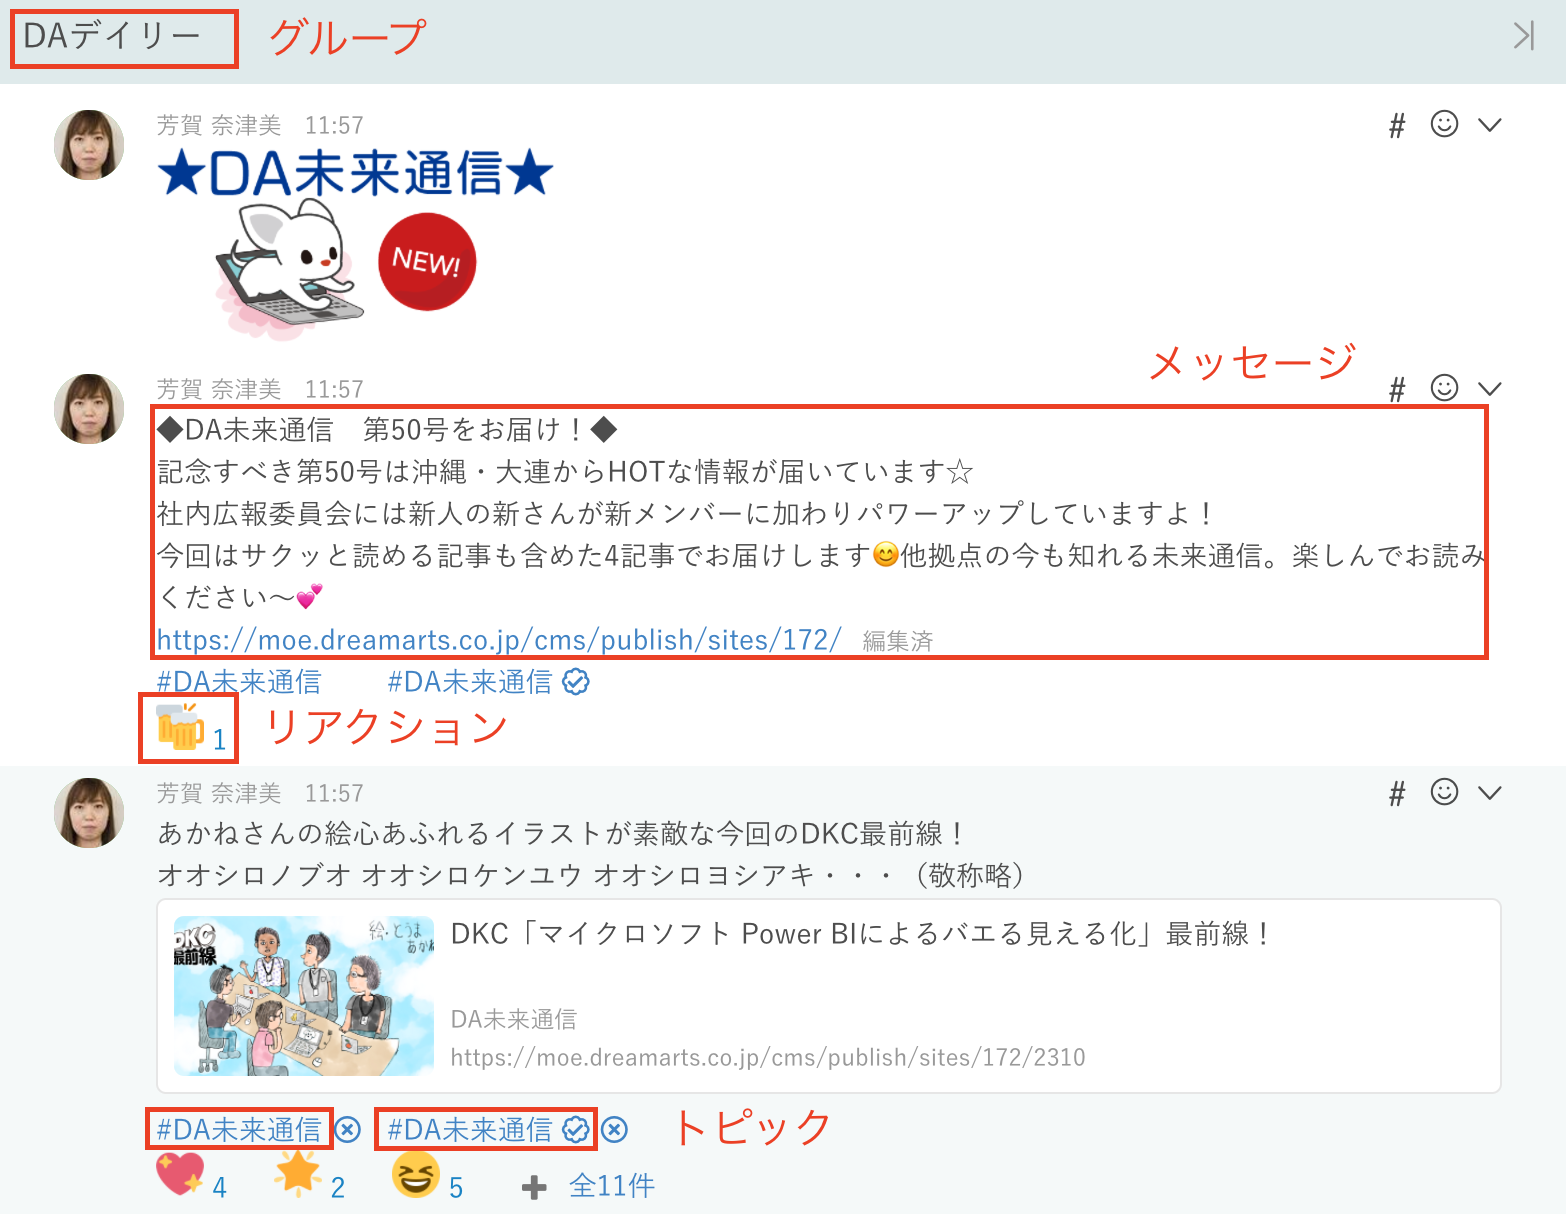 DAデイリー グループ
芳賀 奈津美 11:57
★DA未来通信★
NEW!
メッセージ
芳賀 奈津美 11:57
◆DA未来通信　第50号をお届け！◆
記念すべき第50号は沖縄・大連からHOTな情報が届いています☆
社内広報委員会には新人の新さんが新メンバーに加わりパワーアップしていますよ！
今回はサクッと読める記事も含めた4記事でお届けします😊他拠点の今も知れる未来通信。楽しんでお読み
ください〜💕
https://moe.dreamarts.co.jp/cms/publish/sites/172/ 編集済
#DA未来通信 #DA未来通信
1 リアクション
芳賀 奈津美 11:57
あかねさんの絵心あふれるイラストが素敵な今回のDKC最前線！
オオシロノブオ オオシロケンユウ オオシロヨシアキ・・・（敬称略）
DKC
最前線
絵・とうま
あかね
DKC「マイクロソフト Power BIによるバエる見える化」最前線！
DA未来通信
https://moe.dreamarts.co.jp/cms/publish/sites/172/2310
#DA未来通信 #DA未来通信 トピック
4 2 5 全11件